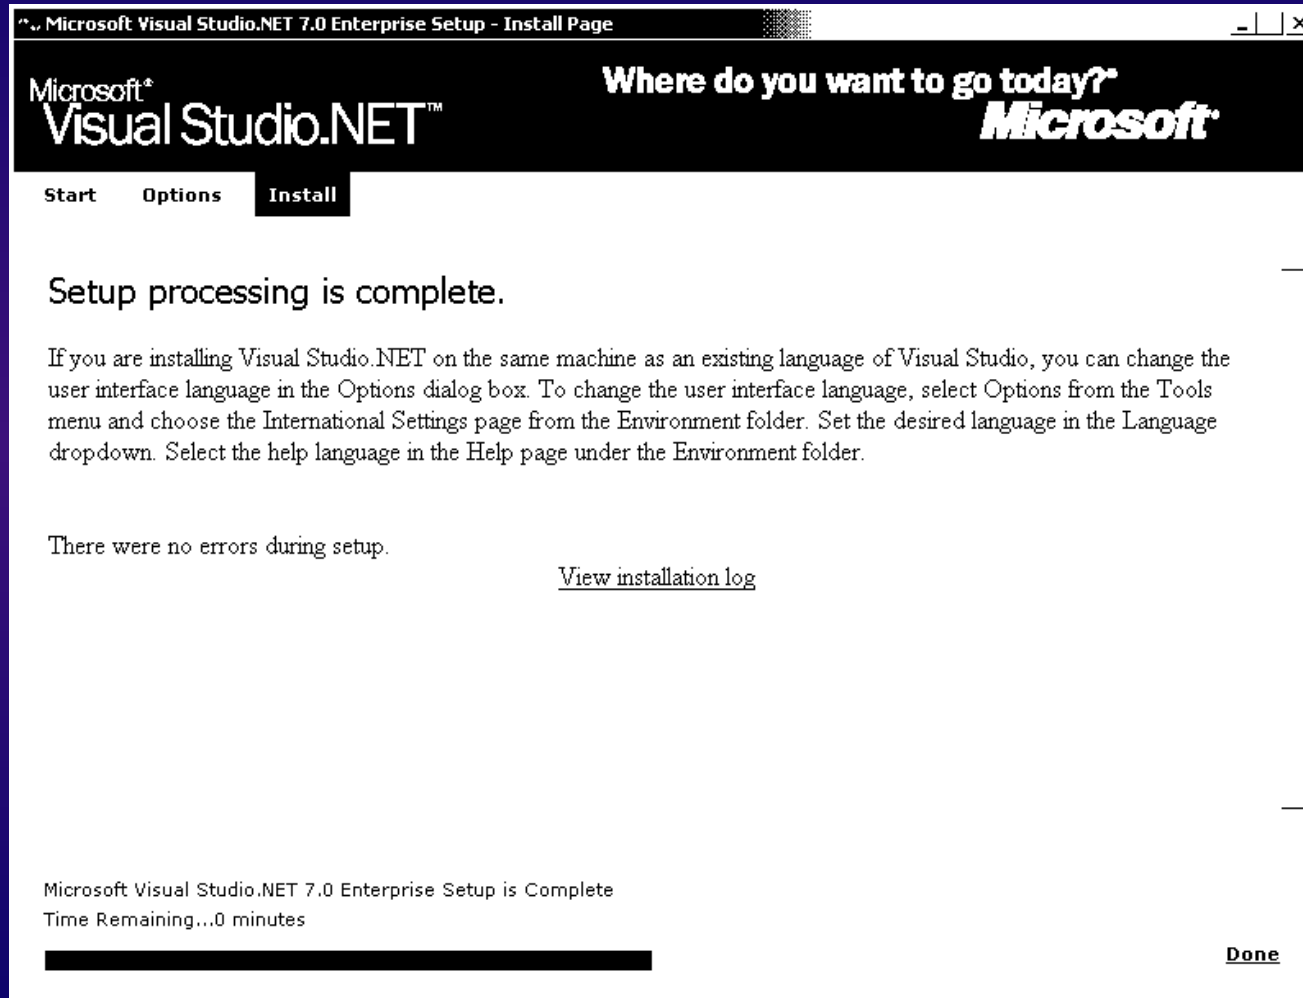 Microsoft Visual Studio.NET 7.0 Enterprise Setup - Install Page
Microsoft®
Visual Studio.NET™
Where do you want to go today?®
Microsoft®
Start Options Install
Setup processing is complete.
If you are installing Visual Studio.NET on the same machine as an existing language of Visual Studio, you can change the
user interface language in the Options dialog box. To change the user interface language, select Options from the Tools
menu and choose the International Settings page from the Environment folder. Set the desired language in the Language
dropdown. Select the help language in the Help page under the Environment folder.
There were no errors during setup.
View installation log
Microsoft Visual Studio.NET 7.0 Enterprise Setup is Complete
Time Remaining...0 minutes
Done